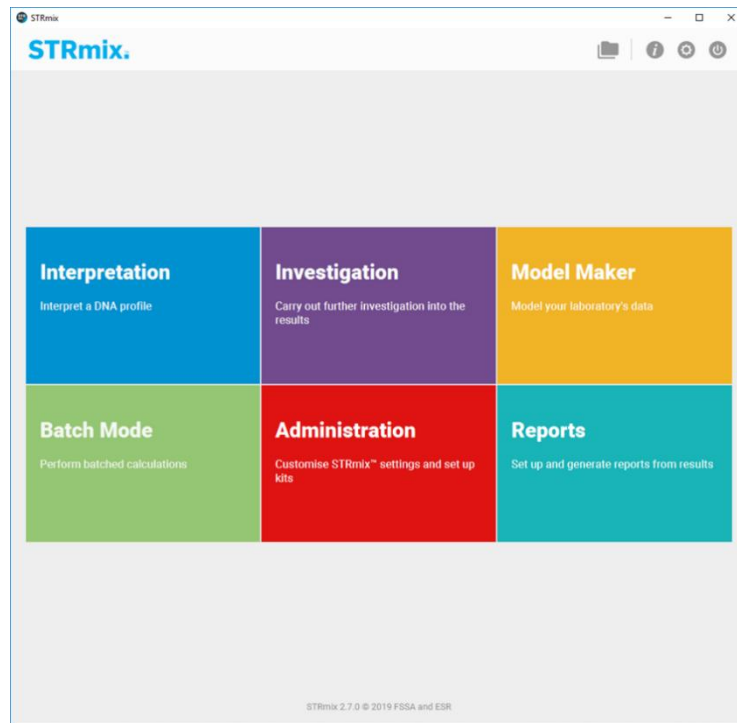 STRmix
STRmix.
Interpretation
Interpret a DNA profile
Investigation
Carry out further investigation into the
results
Model Maker
Model your laboratory's data
Batch Mode
Perform batched calculations
Administration
Customise STRmix™ settings and set up
kits
Reports
Set up and generate reports from results
STRmix 2.7.0 © 2019 FSSA and ESR